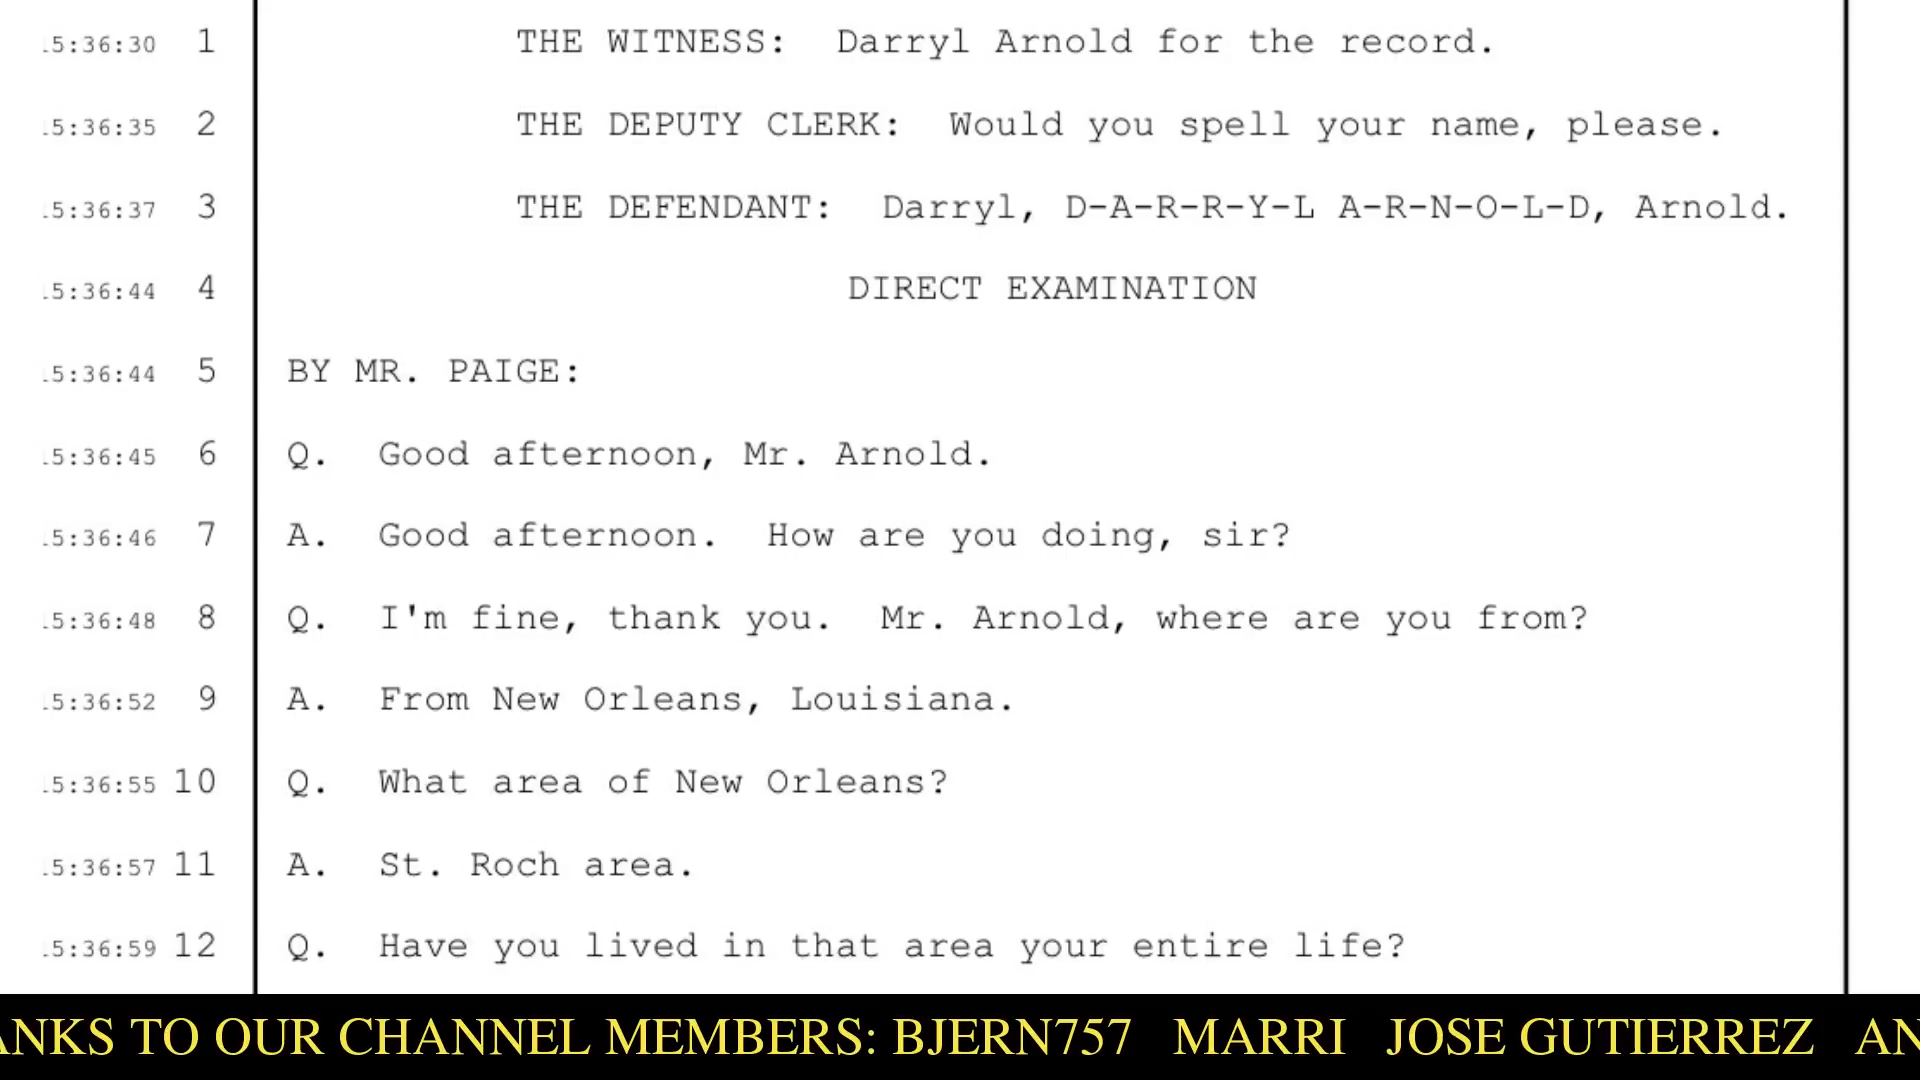 .5:36:30 1 THE WITNESS: Darryl Arnold for the record.
.5:36:35 2 THE DEPUTY CLERK: Would you spell your name, please.
.5:36:37 3 THE DEFENDANT: Darryl, D-A-R-R-Y-L A-R-N-O-L-D, Arnold.
.5:36:44 4 DIRECT EXAMINATION
.5:36:44 5 BY MR. PAIGE:
.5:36:45 6 Q. Good afternoon, Mr. Arnold.
.5:36:46 7 A. Good afternoon. How are you doing, sir?
.5:36:48 8 Q. I'm fine, thank you. Mr. Arnold, where are you from?
.5:36:52 9 A. From New Orleans, Louisiana.
.5:36:55 10 Q. What area of New Orleans?
.5:36:57 11 A. St. Roch area.
.5:36:59 12 Q. Have you lived in that area your entire life?
ANKS TO OUR CHANNEL MEMBERS: BJERN757 MARRI JOSE GUTIERREZ AN